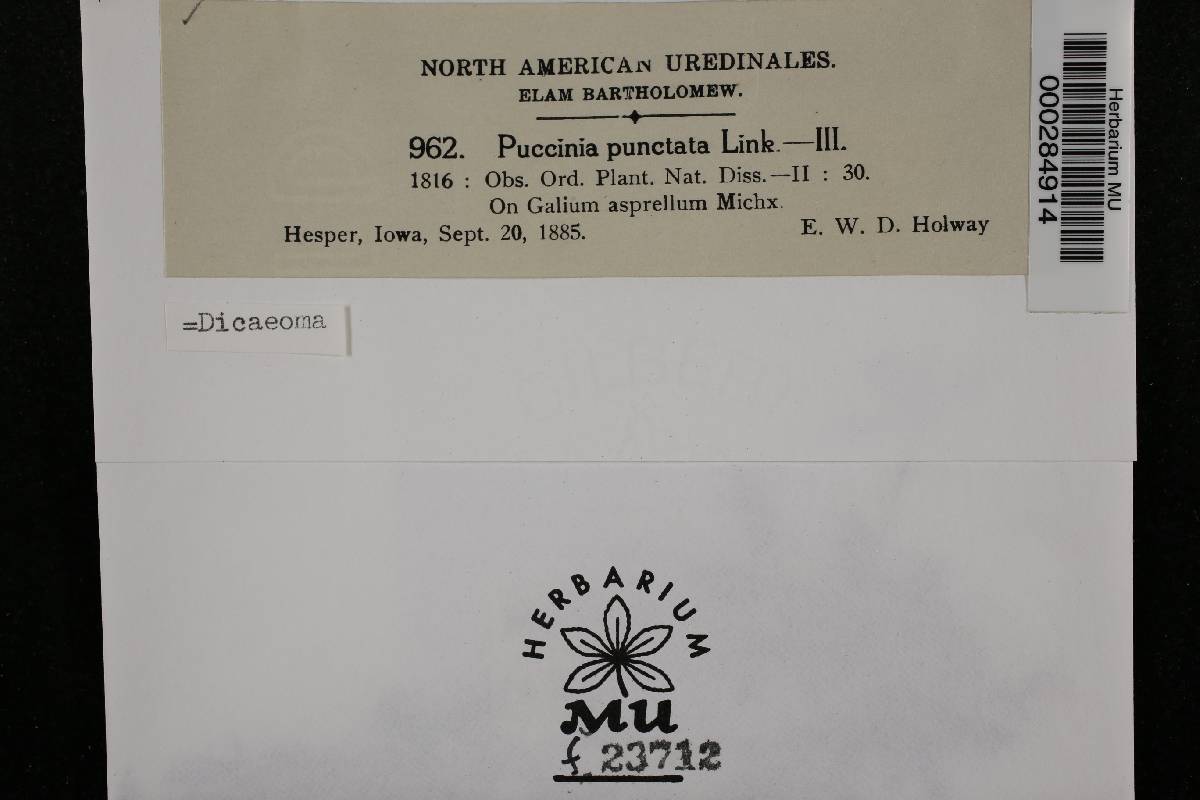 NORTH AMERICAN UREDINALES.
ELAM BARTHOLOMEW.
962. Puccinia punctata Link.—III.
1816 : Obs. Ord. Plant. Nat. Diss.—II : 30.
On Galium asprellum Michx.
Hesper, Iowa, Sept. 20, 1885. E. W. D. Holway
Herbarium MU
000284914
=Dicaeoma
HERBARIUM
MU
f 23712